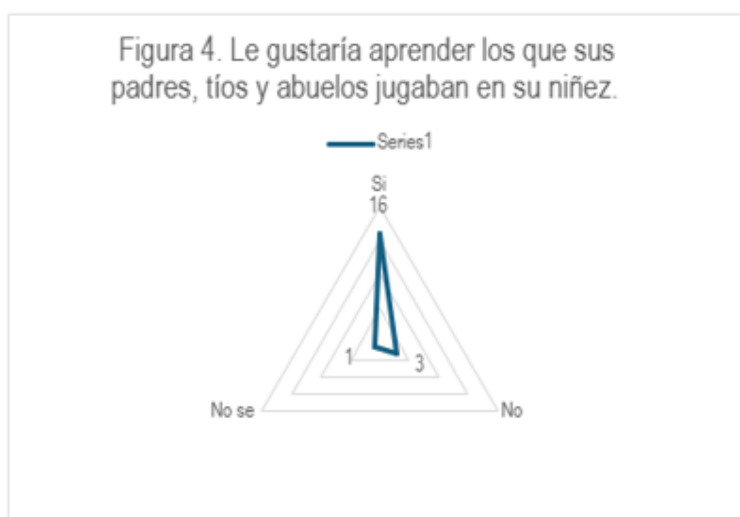 Figura 4. Le gustaría aprender los que sus
padres, tíos y abuelos jugaban en su niñez.
Series1
Si
16
1
3
No se
No